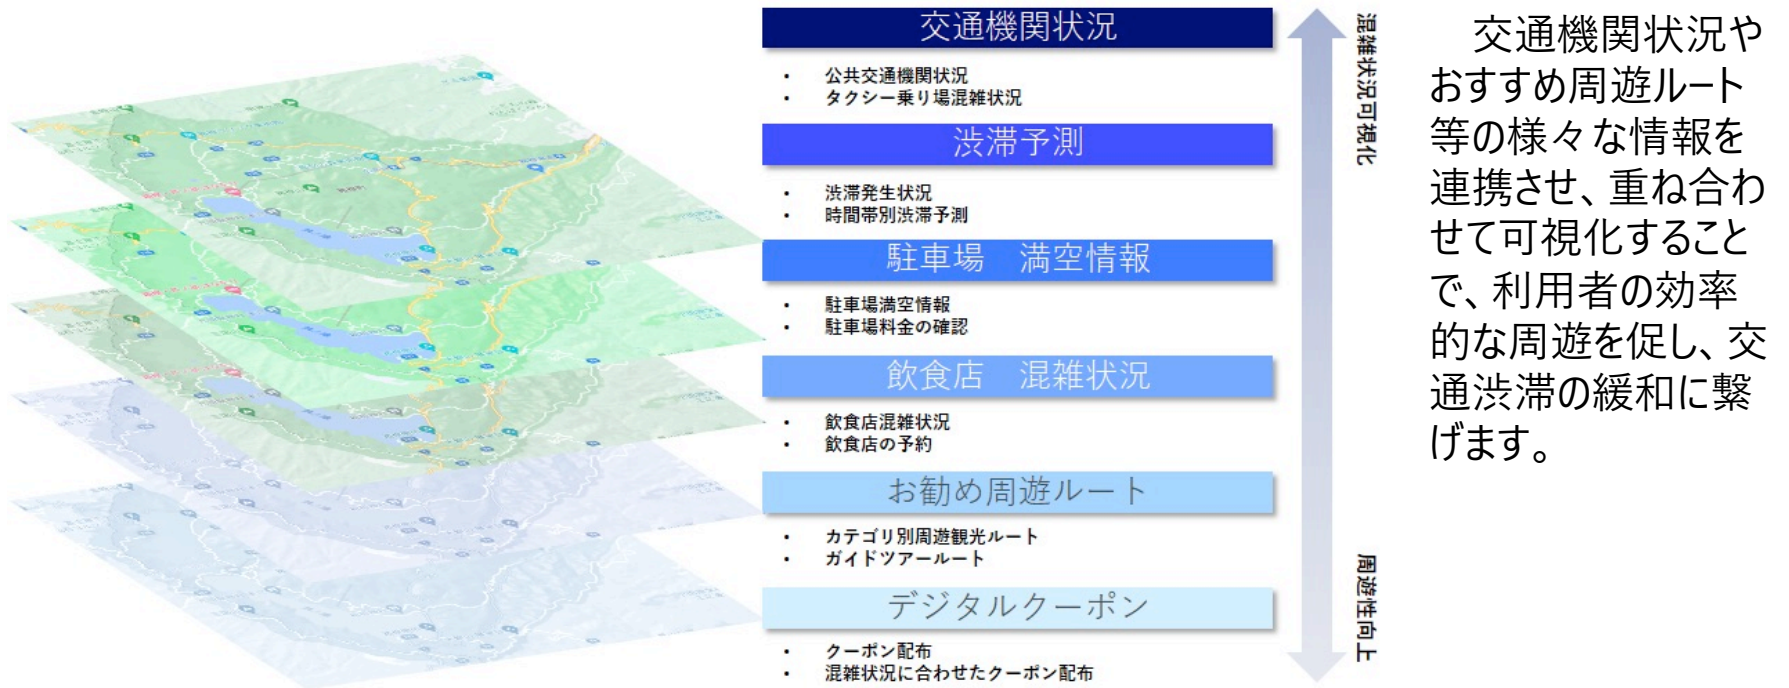 交通機関状況
・ 公共交通機関状況
・ タクシー乗り場混雑状況
渋滞予測
・ 渋滞発生状況
・ 時間帯別渋滞予測
駐車場　満空情報
・ 駐車場満空情報
・ 駐車場料金の確認
飲食店　混雑状況
・ 飲食店混雑状況
・ 飲食店の予約
お勧め周遊ルート
・ カテゴリ別周遊観光ルート
・ ガイドツアールート
デジタルクーポン
・ クーポン配布
・ 混雑状況に合わせたクーポン配布
混雑状況可視化
周遊性向上
　交通機関状況や
おすすめ周遊ルート
等の様々な情報を
連携させ、重ね合わ
せて可視化すること
で、利用者の効率
的な周遊を促し、交
通渋滞の緩和に繋
げます。